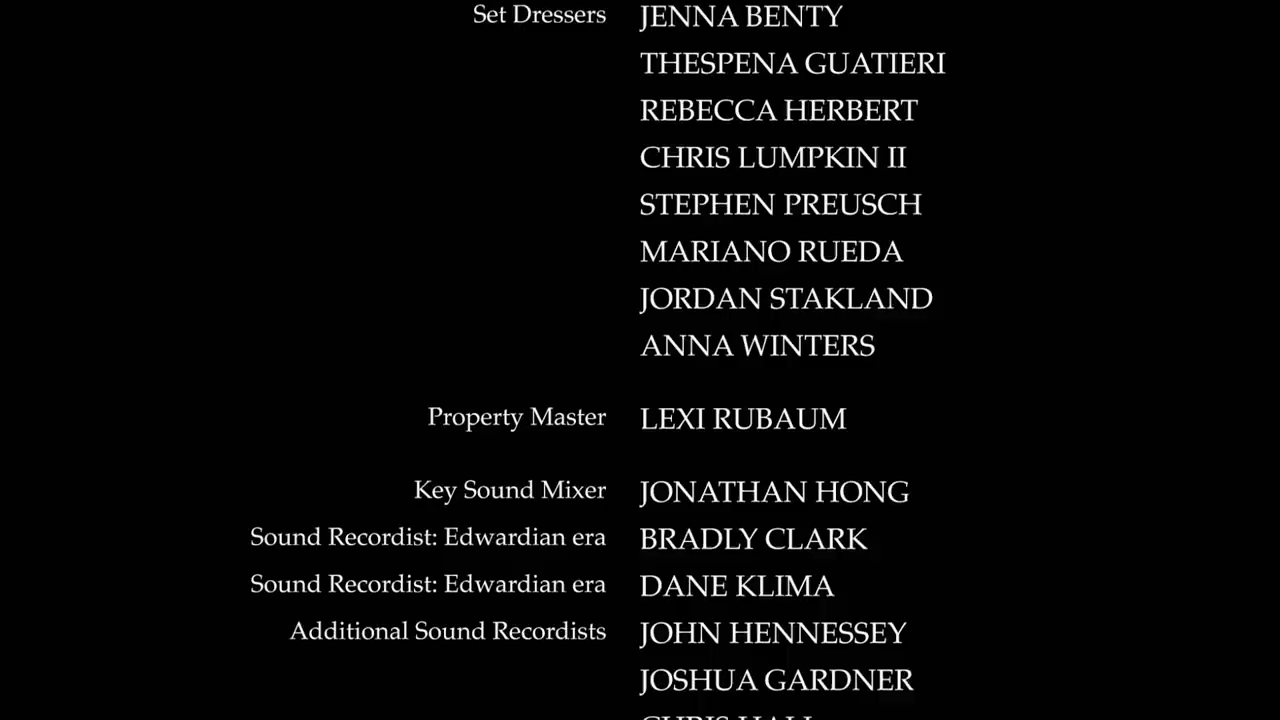 Set Dressers JENNA BENTY
THESPENA GUATIERI
REBECCA HERBERT
CHRIS LUMPKIN II
STEPHEN PREUSCH
MARIANO RUEDA
JORDAN STAKLAND
ANNA WINTERS
Property Master LEXI RUBAUM
Key Sound Mixer JONATHAN HONG
Sound Recordist: Edwardian era BRADLY CLARK
Sound Recordist: Edwardian era DANE KLIMA
Additional Sound Recordists JOHN HENNESSEY
JOSHUA GARDNER